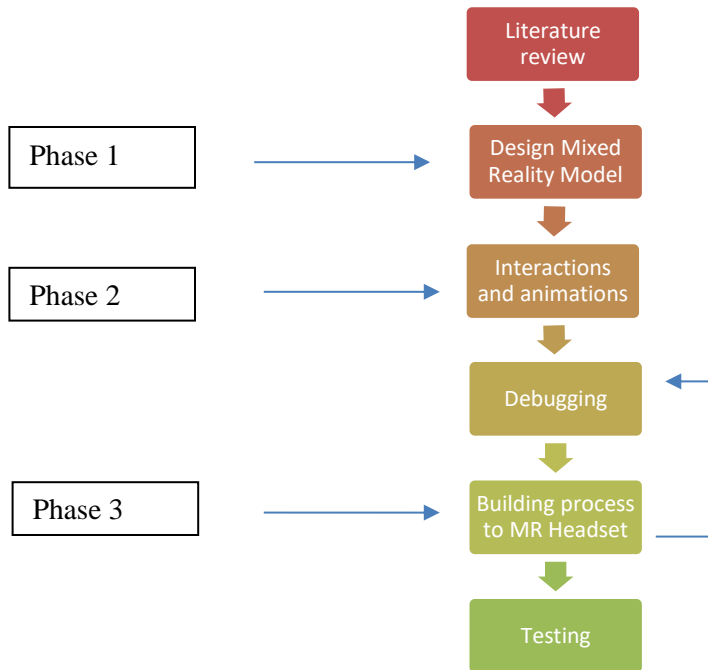 Literature
review
Phase 1
Design Mixed
Reality Model
Phase 2
Interactions
and animations
Debugging
Phase 3
Building process
to MR Headset
Testing